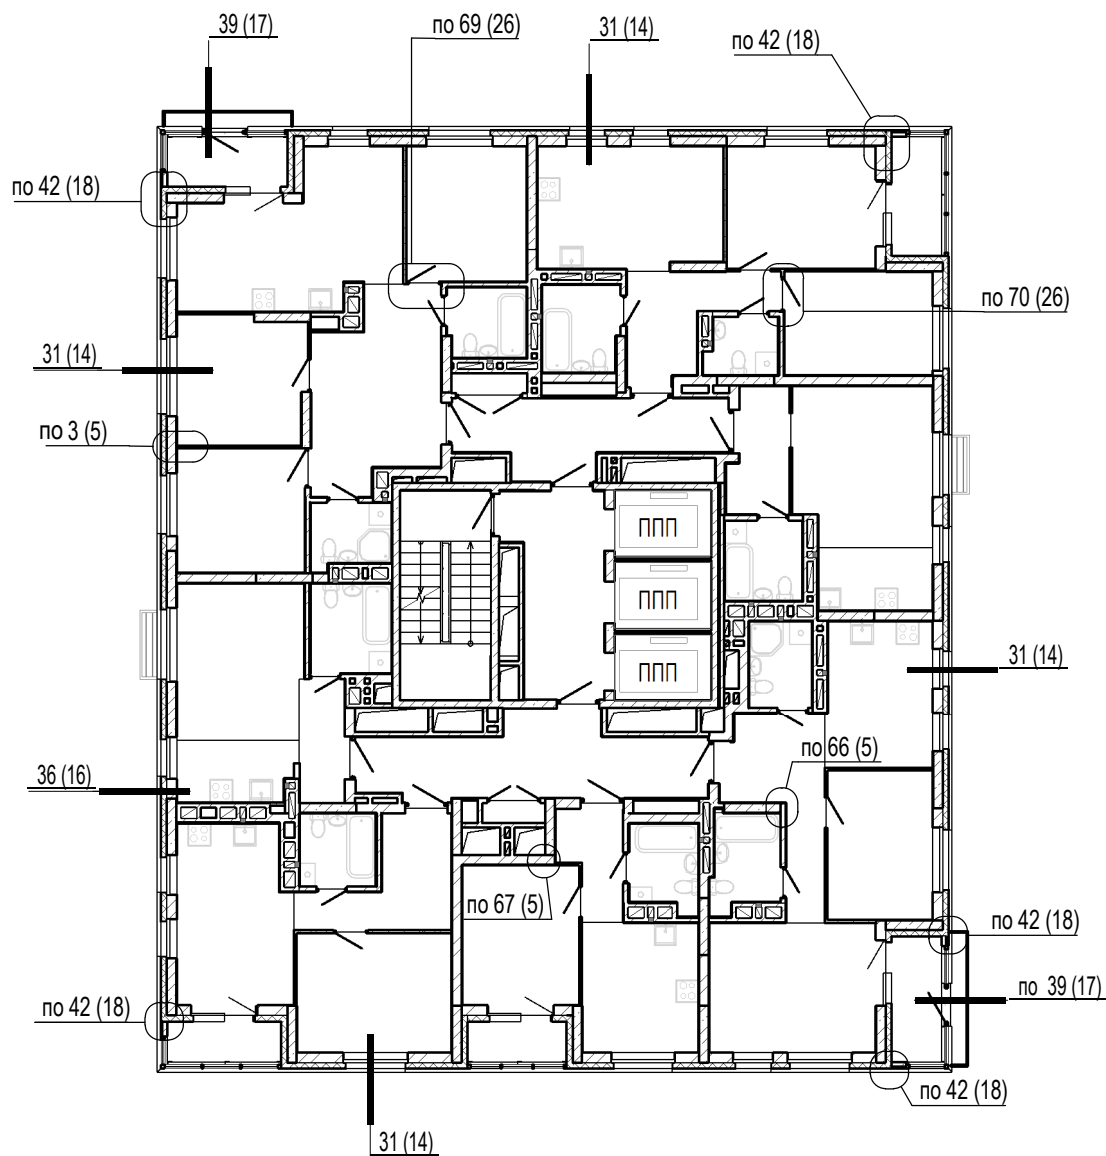 39 (17)
по 69 (26)
31 (14)
по 42 (18)
по 42 (18)
по 70 (26)
31 (14)
по 3 (5)
ППП
ППП
ППП
31 (14)
по 66 (5)
36 (16)
по 67 (5)
по 42 (18)
по 39 (17)
по 42 (18)
по 42 (18)
31 (14)